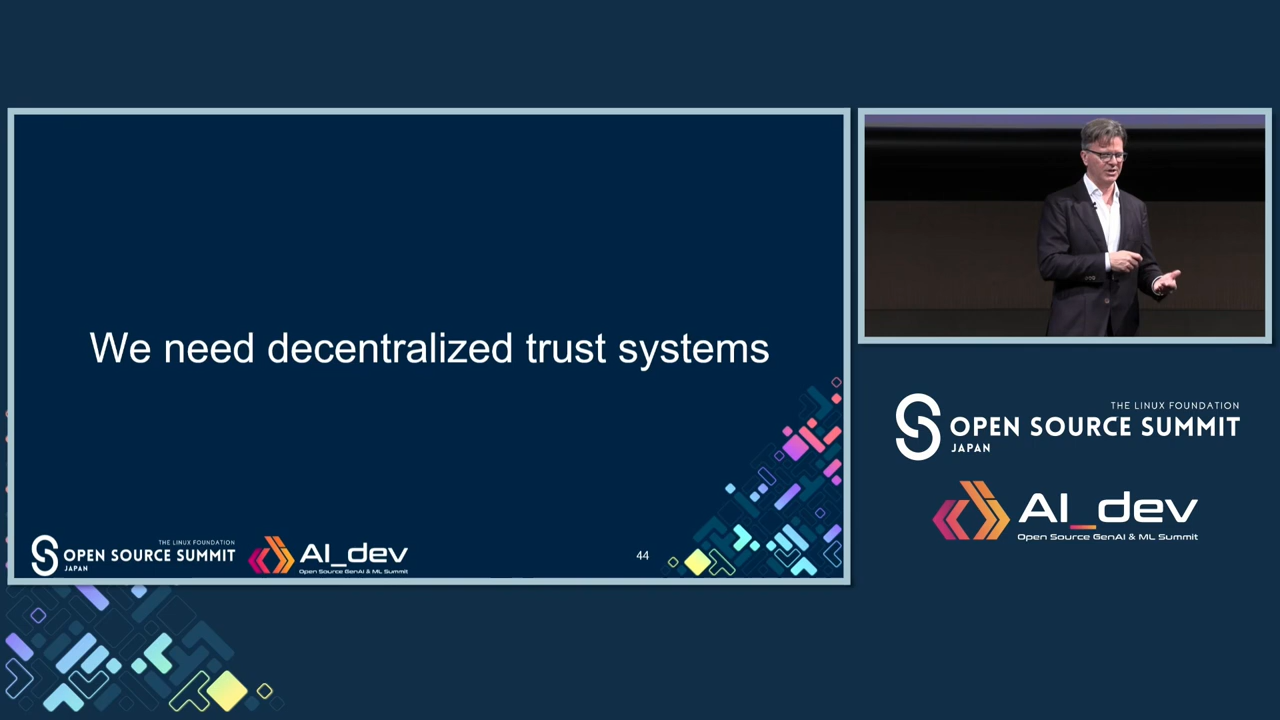 We need decentralized trust systems
THE LINUX FOUNDATION
OPEN SOURCE SUMMIT
JAPAN
AI_dev
Open Source GenAI & ML Summit
44
THE LINUX FOUNDATION
OPEN SOURCE SUMMIT
JAPAN
AI_dev
Open Source GenAI & ML Summit